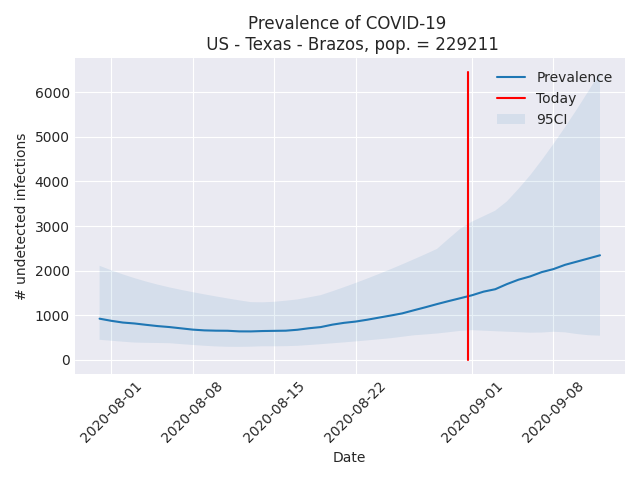 Prevalence of COVID-19
US - Texas - Brazos, pop. = 229211
# undetected infections
6000
5000
4000
3000
2000
1000
0
Prevalence
Today
95CI
2020-08-01
2020-08-08
2020-08-15
2020-08-22
2020-09-01
2020-09-08
Date